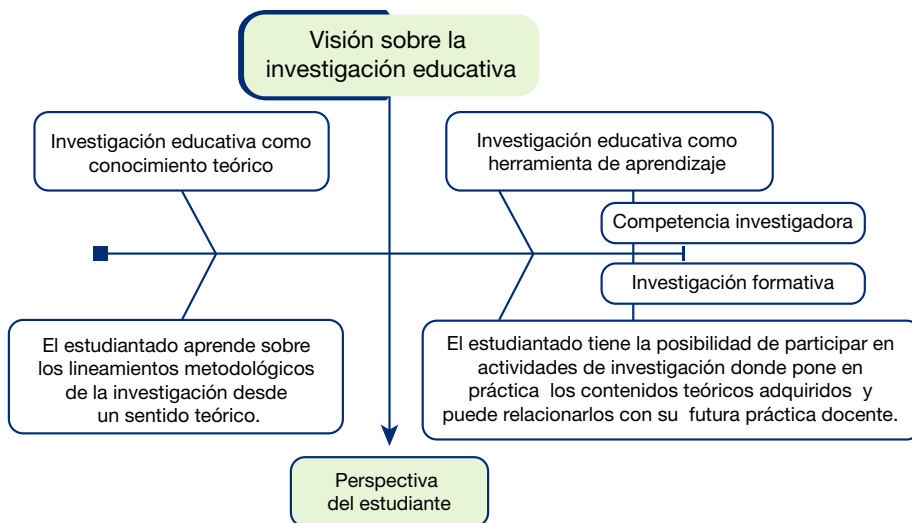 Visión sobre la
investigación educativa
Investigación educativa como
conocimiento teórico
Investigación educativa como
herramienta de aprendizaje
Competencia investigadora
Investigación formativa
El estudiantado aprende sobre
los lineamientos metodológicos
de la investigación desde
un sentido teórico.
El estudiantado tiene la posibilidad de participar en
actividades de investigación donde pone en
práctica los contenidos teóricos adquiridos y
puede relacionarlos con su futura práctica docente.
Perspectiva
del estudiante